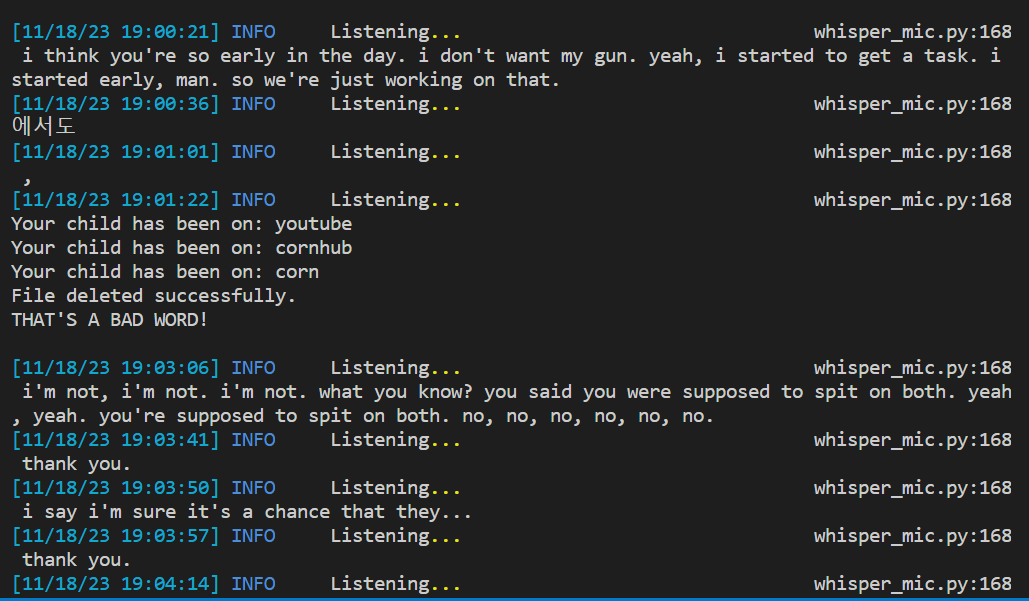 [11/18/23 19:00:21] INFO     Listening...     whisper_mic.py:168
 i think you're so early in the day. i don't want my gun. yeah, i started to get a task. i
started early, man. so we're just working on that.
[11/18/23 19:00:36] INFO     Listening...     whisper_mic.py:168
에서도
[11/18/23 19:01:01] INFO     Listening...     whisper_mic.py:168
 ,
[11/18/23 19:01:22] INFO     Listening...     whisper_mic.py:168
Your child has been on: youtube
Your child has been on: cornhub
Your child has been on: corn
File deleted successfully.
THAT'S A BAD WORD!
[11/18/23 19:03:06] INFO     Listening...     whisper_mic.py:168
 i'm not, i'm not. i'm not. what you know? you said you were supposed to spit on both. yeah
, yeah. you're supposed to spit on both. no, no, no, no, no, no.
[11/18/23 19:03:41] INFO     Listening...     whisper_mic.py:168
 thank you.
[11/18/23 19:03:50] INFO     Listening...     whisper_mic.py:168
 i say i'm sure it's a chance that they...
[11/18/23 19:03:57] INFO     Listening...     whisper_mic.py:168
 thank you.
[11/18/23 19:04:14] INFO     Listening...     whisper_mic.py:168